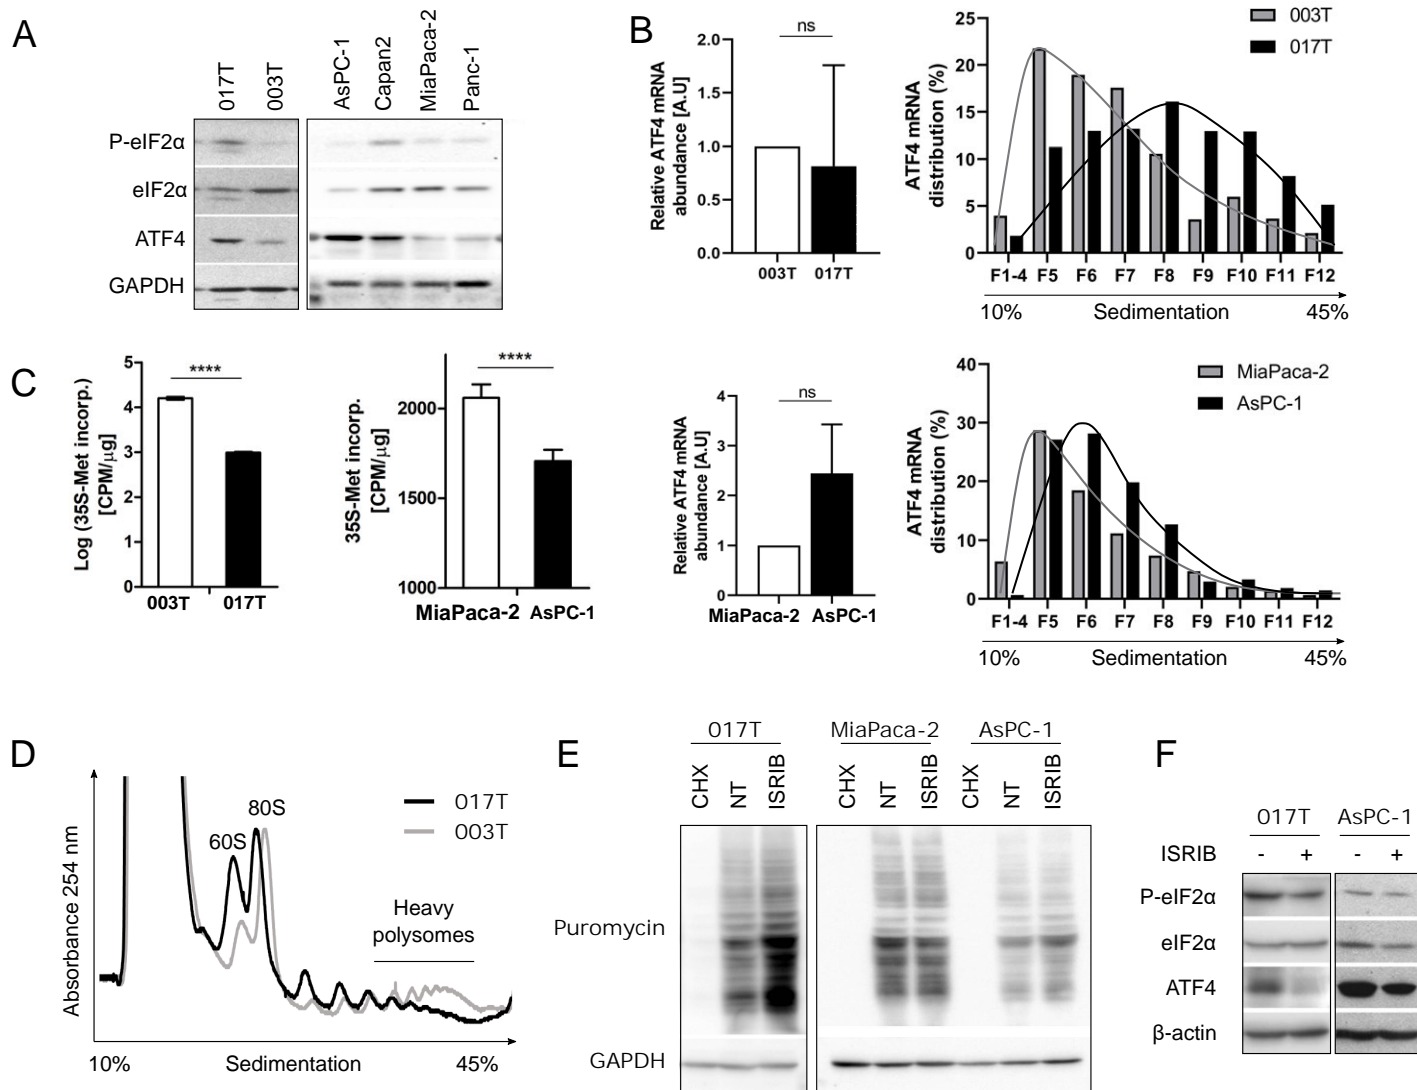 A
017T
003T
AsPC-1
Capan2
MiaPaca-2
Panc-1
P-eIF2α
eIF2α
ATF4
GAPDH
B
Relative ATF4 mRNA
abundance [A.U]
2.0
1.5
1.0
0.5
0.0
ns
003T
017T
ATF4 mRNA
distribution (%)
25
20
15
10
5
0
003T
017T
F1-4 F5 F6 F7 F8 F9 F10 F11 F12
10% Sedimentation 45%
C
Log (35S-Met incorp.)
[CPM/μg]
5
4
3
2
1
0
****
003T 017T
35S-Met incorp.
[CPM/μg]
2000
1500
1000
****
MiaPaca-2 AsPC-1
Relative ATF4 mRNA
abundance [A.U]
4
3
2
1
0
ns
MiaPaca-2 AsPC-1
ATF4 mRNA
distribution (%)
40
30
20
10
0
MiaPaca-2
AsPC-1
F1-4 F5 F6 F7 F8 F9 F10 F11 F12
10% Sedimentation 45%
D
Absorbance 254 nm
60S
80S
017T
003T
Heavy
polysomes
10% Sedimentation 45%
E
017T MiaPaca-2 AsPC-1
CHX
NT
ISRIB
CHX
NT
ISRIB
CHX
NT
ISRIB
Puromycin
GAPDH
F
017T AsPC-1
ISRIB - + - +
P-eIF2α
eIF2α
ATF4
β-actin